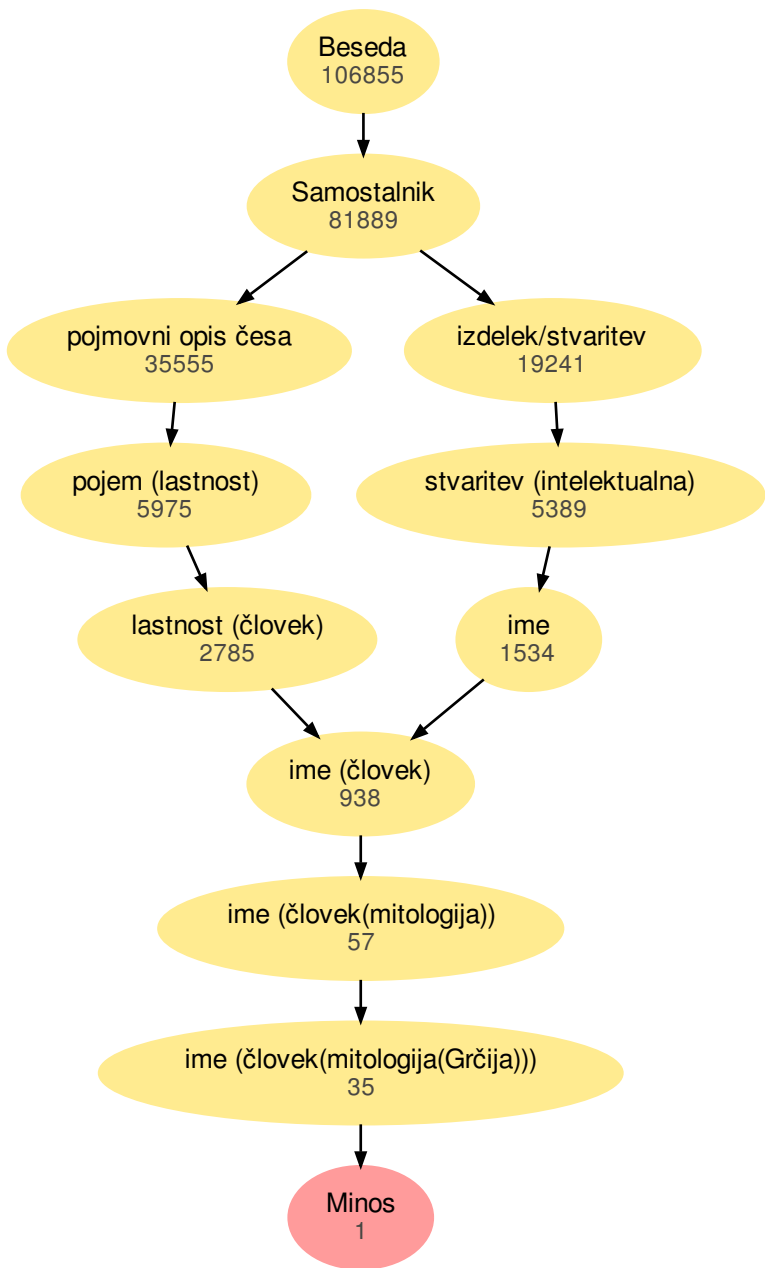 Beseda
106855
Samostalnik
81889
pojmovni opis česa
35555
izdelek/stvaritev
19241
pojem (lastnost)
5975
stvaritev (intelektualna)
5389
lastnost (človek)
2785
ime
1534
ime (človek)
938
ime (človek(mitologija))
57
ime (človek(mitologija(Grčija)))
35
Minos
1